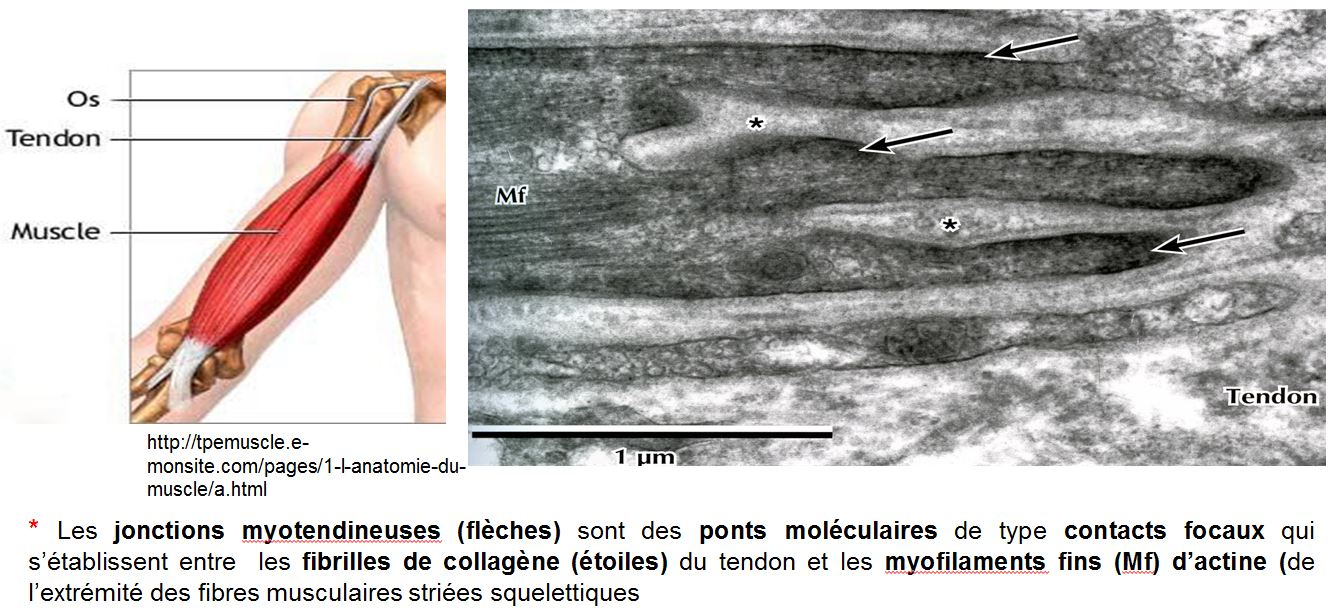 Os
Tendon
Muscle
http://tpemuscle.e-
monsite.com/pages/1-l-anatomie-du-
muscle/a.html
*
Mf
*
Tendon
1 µm
* Les jonctions myotendineuses (flèches) sont des ponts moléculaires de type contacts focaux qui
s’établissent entre les fibrilles de collagène (étoiles) du tendon et les myofilaments fins (Mf) d’actine (de
l’extrémité des fibres musculaires striées squelettiques